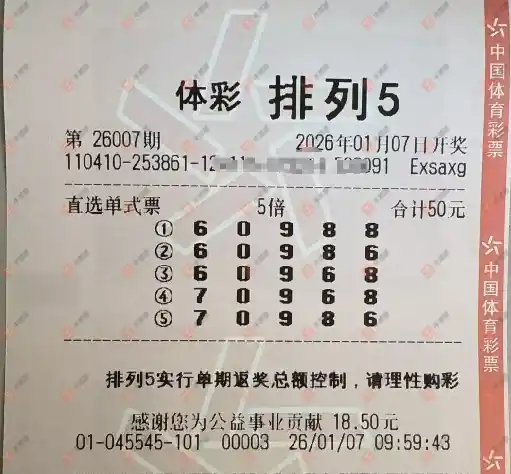 体彩 排列5
第 26007期 2026年01月07日开奖
110410-253861-12 091 Exsaxg
直选单式票 5倍 合计50元
① 6 0 9 8 8
② 6 0 9 8 6
③ 6 0 9 6 8
④ 7 0 9 6 8
⑤ 7 0 9 8 6
排列5实行单期返奖总额控制，请理性购彩
感谢您为公益事业贡献 18.50元
01-045545-101 00003 26/01/07 09:59:43
中国体育彩票
中国体育彩票